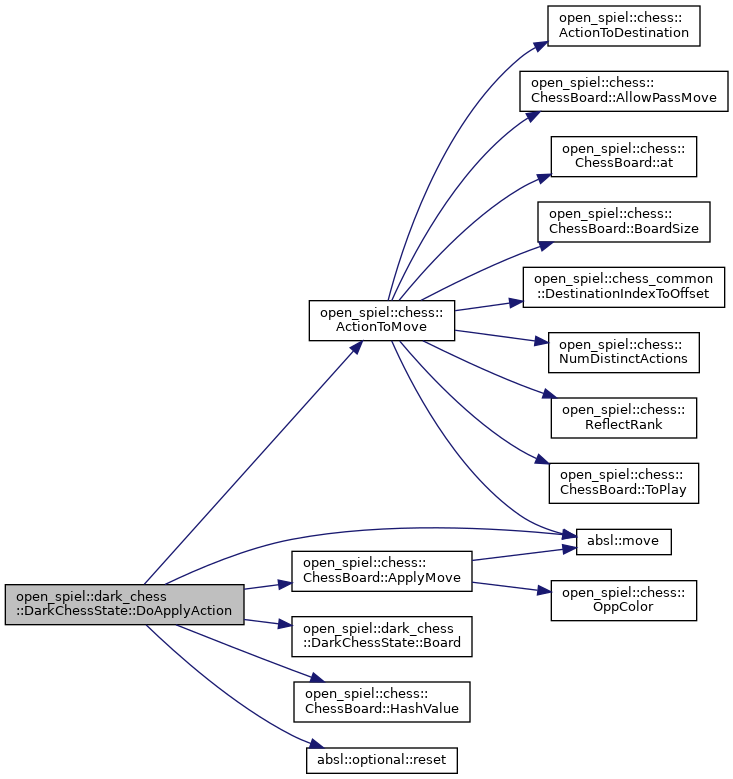 open_spiel::chess::
ActionToDestination
open_spiel::chess::
ChessBoard::AllowPassMove
open_spiel::chess::
ChessBoard::at
open_spiel::chess::
ChessBoard::BoardSize
open_spiel::chess_common
::DestinationIndexToOffset
open_spiel::chess::
ActionToMove
open_spiel::chess::
NumDistinctActions
open_spiel::chess::
ReflectRank
open_spiel::chess::
ChessBoard::ToPlay
absl::move
open_spiel::chess::
ChessBoard::ApplyMove
open_spiel::chess::
OppColor
open_spiel::dark_chess
::DarkChessState::DoApplyAction
open_spiel::dark_chess
::DarkChessState::Board
open_spiel::chess::
ChessBoard::HashValue
absl::optional::reset